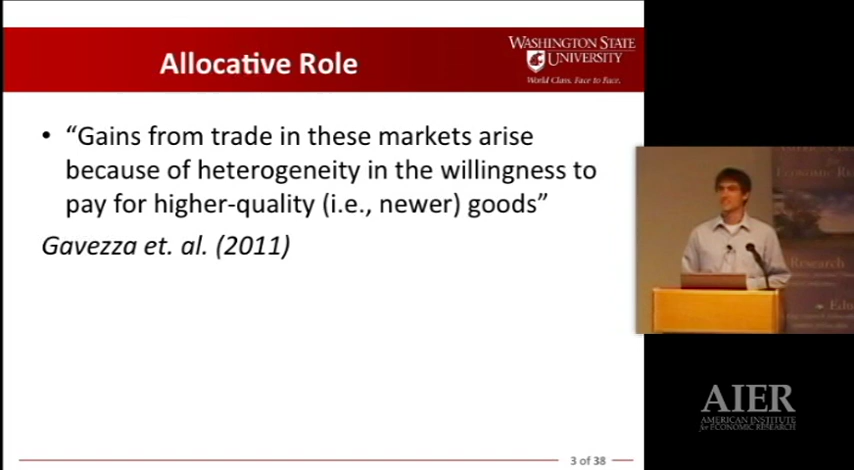 Allocative Role
WASHINGTON STATE
UNIVERSITY
World Class. Face to Face.
• “Gains from trade in these markets arise
because of heterogeneity in the willingness to
pay for higher-quality (i.e., newer) goods”
Gavezza et. al. (2011)
Research
3 of 38
AIER
AMERICAN INSTITUTE
for ECONOMIC RESEARCH